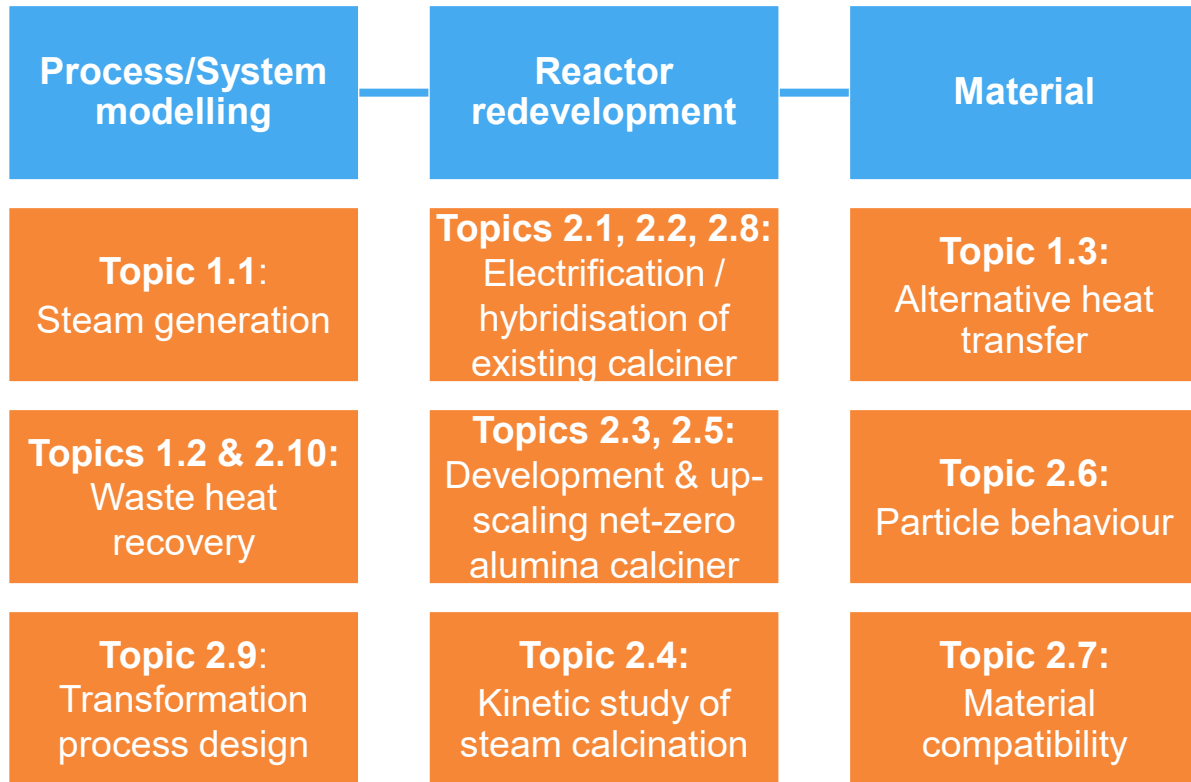 Process/System
modelling
Reactor
redevelopment
Material
Topic 1.1:
Steam generation
Topics 2.1, 2.2, 2.8:
Electrification /
hybridisation of
existing calciner
Topic 1.3:
Alternative heat
transfer
Topics 1.2 & 2.10:
Waste heat
recovery
Topics 2.3, 2.5:
Development & up-
scaling net-zero
alumina calciner
Topic 2.6:
Particle behaviour
Topic 2.9:
Transformation
process design
Topic 2.4:
Kinetic study of
steam calcination
Topic 2.7:
Material
compatibility